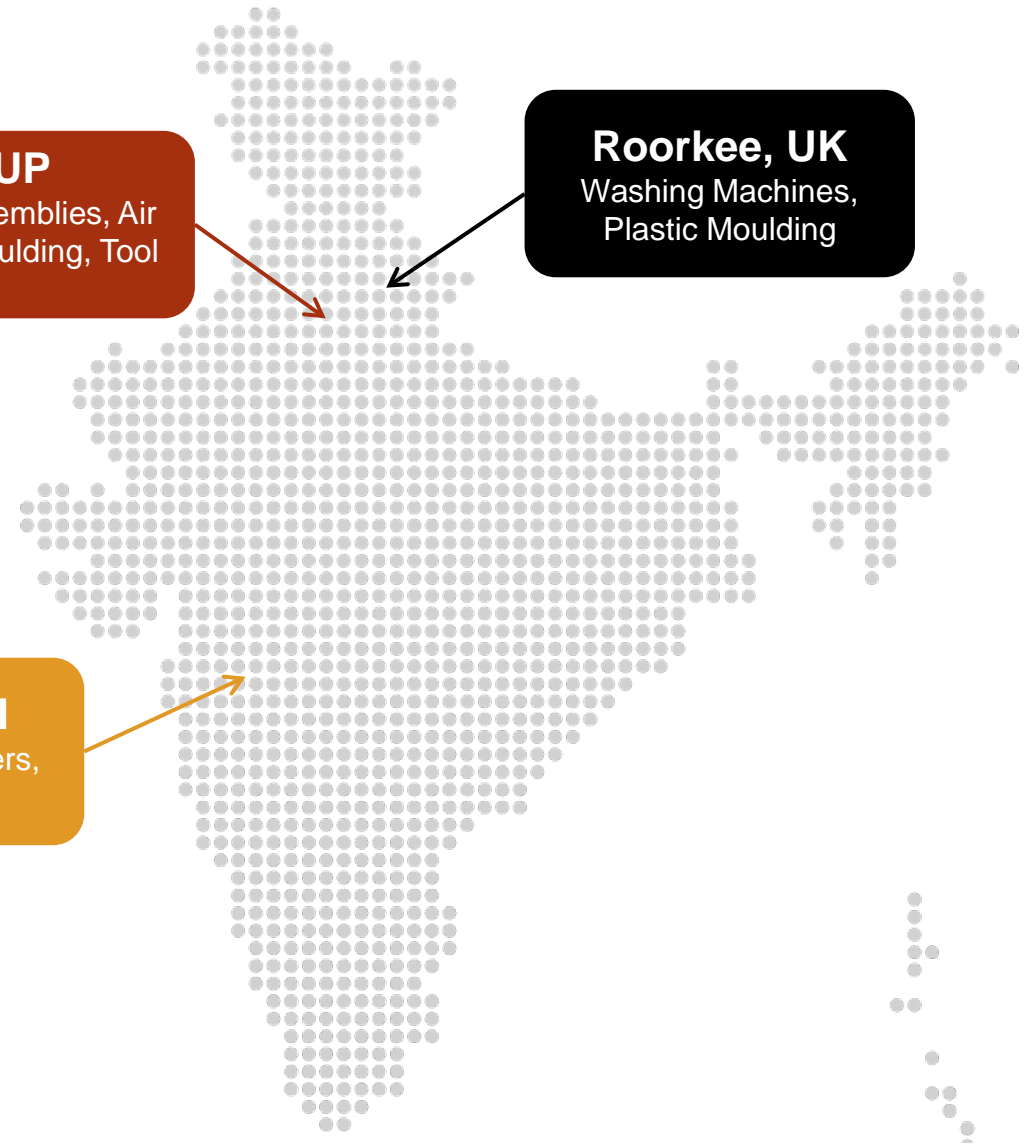 UP
emblies, Air
ulding, Tool
Roorkee, UK
Washing Machines,
Plastic Moulding
ers,